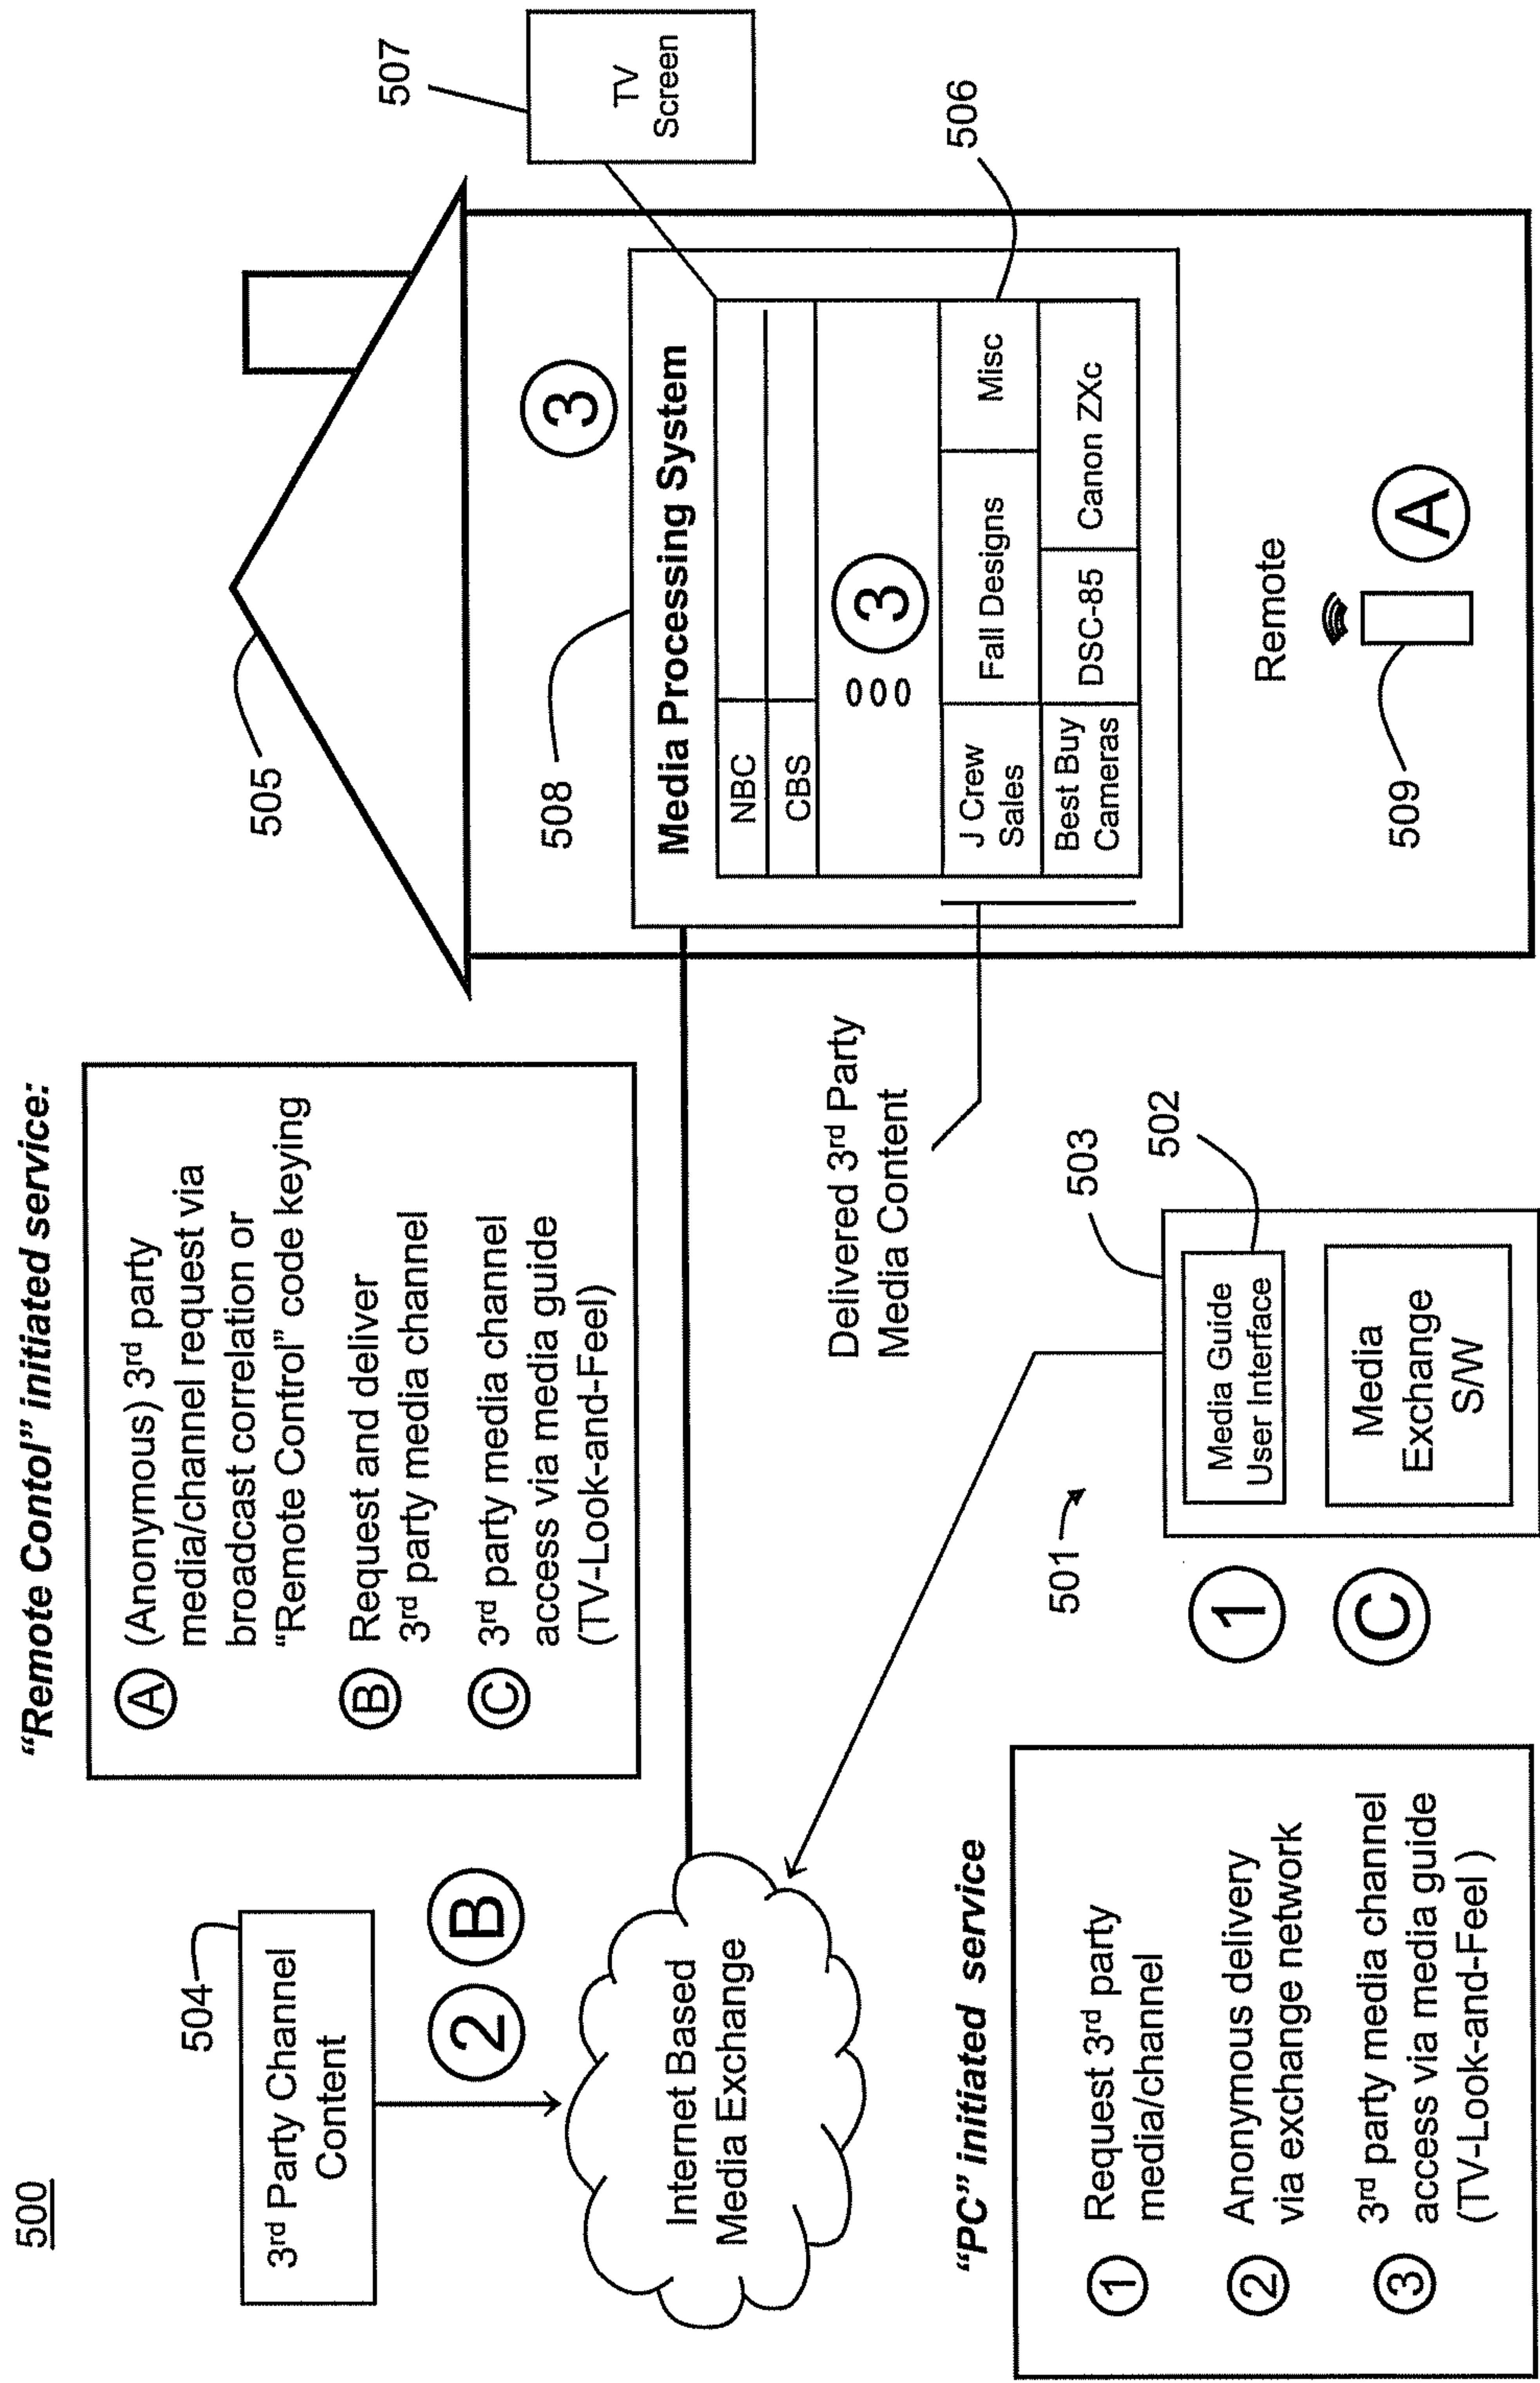 500
"Remote Contol" initiated service:
Ⓐ (Anonymous) 3rd party
media/channel request via
broadcast correlation or
"Remote Control" code keying
Ⓑ Request and deliver
3rd party media channel
Ⓒ 3rd party media channel
access via media guide
(TV-Look-and-Feel)
504
3rd Party Channel
Content
② Ⓑ
Internet Based
Media Exchange
505
507
TV
Screen
③
508
Media Processing System
NBC
CBS
000 ③
506
J Crew
Sales
Fall Designs
Misc
Best Buy
Cameras
DSC-85
Canon ZXc
Remote
509
Ⓐ
Delivered 3rd Party
Media Content
"PC" initiated service
① Request 3rd party
media/channel
② Anonymous delivery
via exchange network
③ 3rd party media channel
access via media guide
(TV-Look-and-Feel )
501
503
502
①
Media Guide
User Interface
Ⓒ
Media
Exchange
S/W